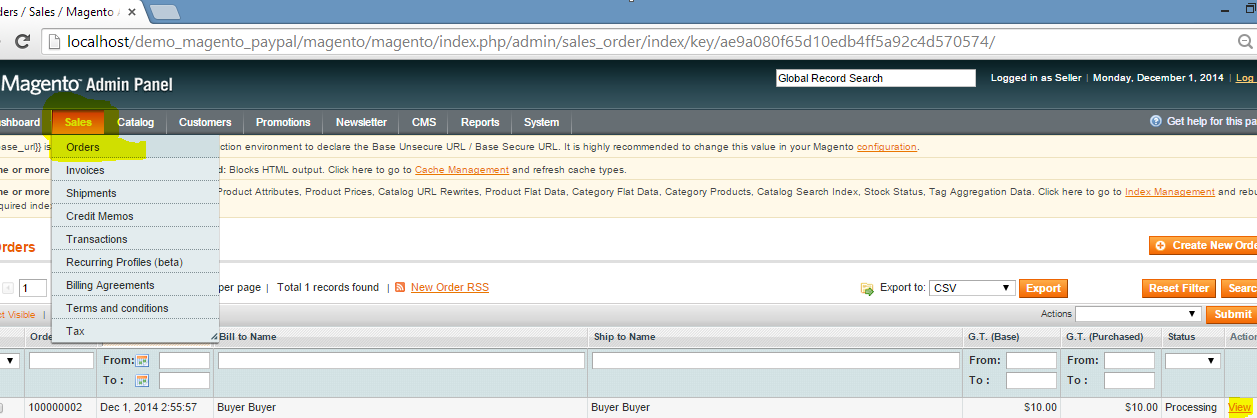 ders / Sales / Magento A
localhost/demo_magento_paypal/magento/magento/index.php/admin/sales_order/index/key/ae9a080f65d10edb4ff5a92c4d570574/
Magento™ Admin Panel
Global Record Search
Logged in as Seller | Monday, December 1, 2014 | Log
shboard Sales Catalog Customers Promotions Newsletter CMS Reports System
Get help for this pa
Orders
Invoices
Shipments
Credit Memos
Transactions
Recurring Profiles (beta)
Billing Agreements
Terms and conditions
Tax
ase_url}} is
ction environment to declare the Base Unsecure URL / Base Secure URL. It is highly recommended to change this value in your Magento configuration.
ne or more
d: Blocks HTML output. Click here to go to Cache Management and refresh cache types.
ne or more
Product Attributes, Product Prices, Catalog URL Rewrites, Product Flat Data, Category Flat Data, Category Products, Catalog Search Index, Stock Status, Tag Aggregation Data. Click here to go to Index Management and rebu
quired index
Orders
Create New Orde
1
per page | Total 1 records found | New Order RSS
Export to: CSV Export
Reset Filter Searc
ct Visible |
Actions Submit
Orde Bill to Name Ship to Name G.T. (Base) G.T. (Purchased) Status Action
From: From: From:
To : To : To :
100000002 Dec 1, 2014 2:55:57 Buyer Buyer Buyer Buyer $10.00 $10.00 Processing View